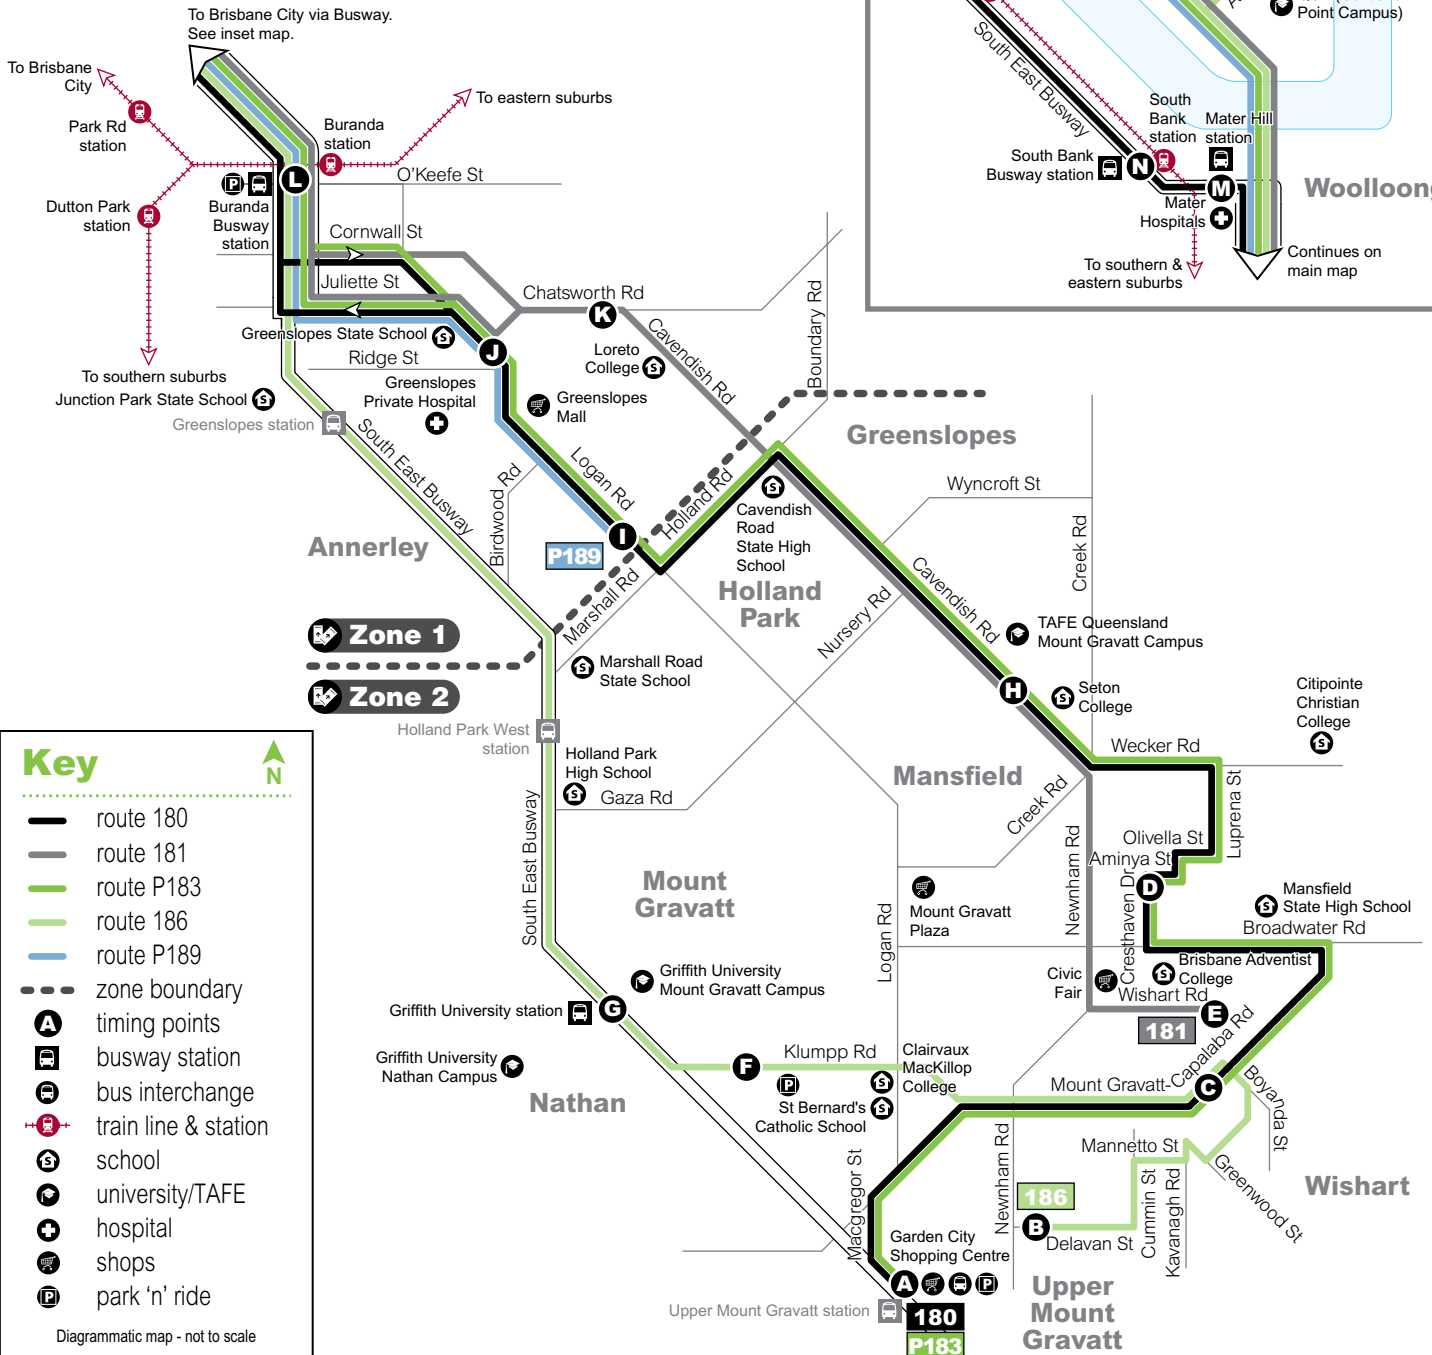 To Brisbane City via Busway.
See inset map.
To Brisbane
City
Park Rd
station
Buranda
station
To eastern suburbs
O'Keefe St
L
Dutton Park
station
P
Buranda
Busway
station
Cornwall St
Juliette St
Chatsworth Rd
K
Boundary Rd
Cavendish Rd
Greenslopes State School
J
Loreto
College
Ridge St
To southern suburbs
Junction Park State School
Greenslopes
Private Hospital
Greenslopes
Mall
Greenslopes station
South East Busway
Logan Rd
Birdwood Rd
Holland Rd
Greenslopes
Wyncroft St
Cavendish
Road
State High
School
Creek Rd
Annerley
P189
I
Marshall Rd
Holland
Park
Nursery Rd
Cavendish Rd
Zone 1
Zone 2
TAFE Queensland
Mount Gravatt Campus
Marshall Road
State School
H
Seton
College
Citipointe
Christian
College
Holland Park West
station
Holland Park
High School
Gaza Rd
Wecker Rd
Mansfield
Creek Rd
Luprena St
South East Busway
Newnham Rd
Olivella St
Aminya St
D
Cresthaven Dr
Mount
Gravatt
Mount Gravatt
Plaza
Logan Rd
Mansfield
State High School
Broadwater Rd
Griffith University
Mount Gravatt Campus
Civic
Fair
Brisbane Adventist
College
Wishart Rd
E
181
Griffith University station
G
Griffith University
Nathan Campus
F
Klumpp Rd
P
Clairvaux
MacKillop
College
St Bernard's
Catholic School
Mount Gravatt-Capalaba Rd
C
Boyanda St
Nathan
Mannetto St
Greenwood St
Wishart
Macgregor St
Newnham Rd
186
B
Delavan St
Cummin St
Kavanagh Rd
Garden City
Shopping Centre
A
P
Upper Mount Gravatt station
180
P183
Upper
Mount
Gravatt
Point Campus)
South East Busway
South
Bank
station
Mater Hill
station
South Bank
Busway station
N
M
Mater
Hospitals
To southern &
eastern suburbs
Continues on
main map
Key
N
route 180
route 181
route P183
route 186
route P189
zone boundary
A
timing points
busway station
bus interchange
train line & station
school
university/TAFE
hospital
shops
P
park 'n' ride
Diagrammatic map - not to scale